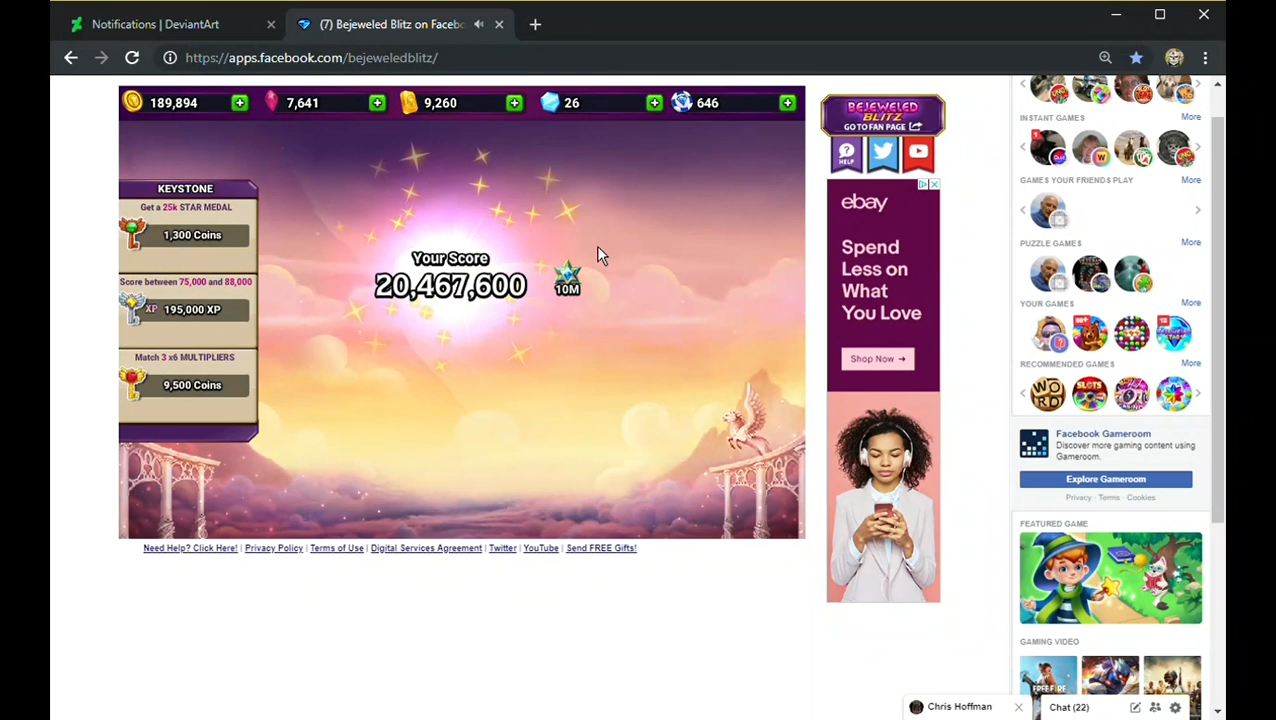 Notifications | DeviantArt
(7) Bejeweled Blitz on Facebo
https://apps.facebook.com/bejeweledblitz/
189,894
7,641
9,260
26
646
BEJEWELED
BLITZ
GO TO FAN PAGE
HELP
KEYSTONE
Get a 25k STAR MEDAL
1,300 Coins
Score between 75,000 and 88,000
XP 195,000 XP
Match 3 x6 MULTIPLIERS
9,500 Coins
Your Score
20,467,600
10M
ebay
Spend
Less on
What
You Love
Shop Now →
Need Help? Click Here! | Privacy Policy | Terms of Use | Digital Services Agreement | Twitter | YouTube | Send FREE Gifts!
INSTANT GAMES More
GAMES YOUR FRIENDS PLAY More
PUZZLE GAMES More
YOUR GAMES More
RECOMMENDED GAMES More
WORD
SLOTS
Facebook Gameroom
Discover more gaming content using
Gameroom.
Explore Gameroom
Privacy · Terms · Cookies
FEATURED GAME
GAMING VIDEO
FREE FIRE
Chris Hoffman
Chat (22)